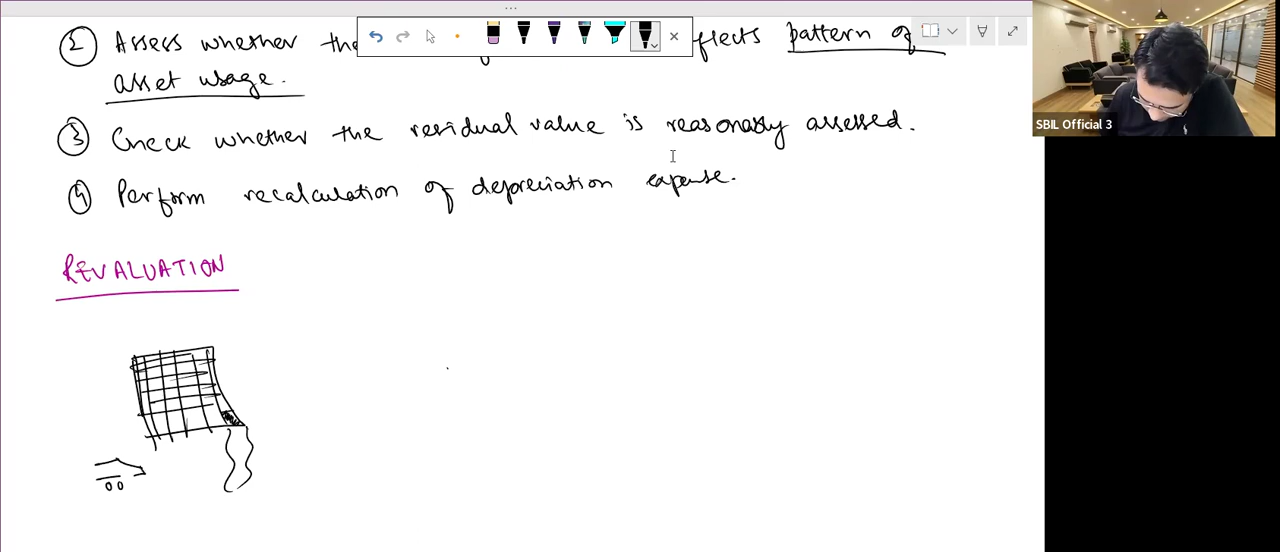 ② Assess whether the flects pattern of
asset usage.
③ Check whether the residual value is reasonably assessed.
④ Perform recalculation of depreciation expense.
REVALUATION
SBIL Official 3